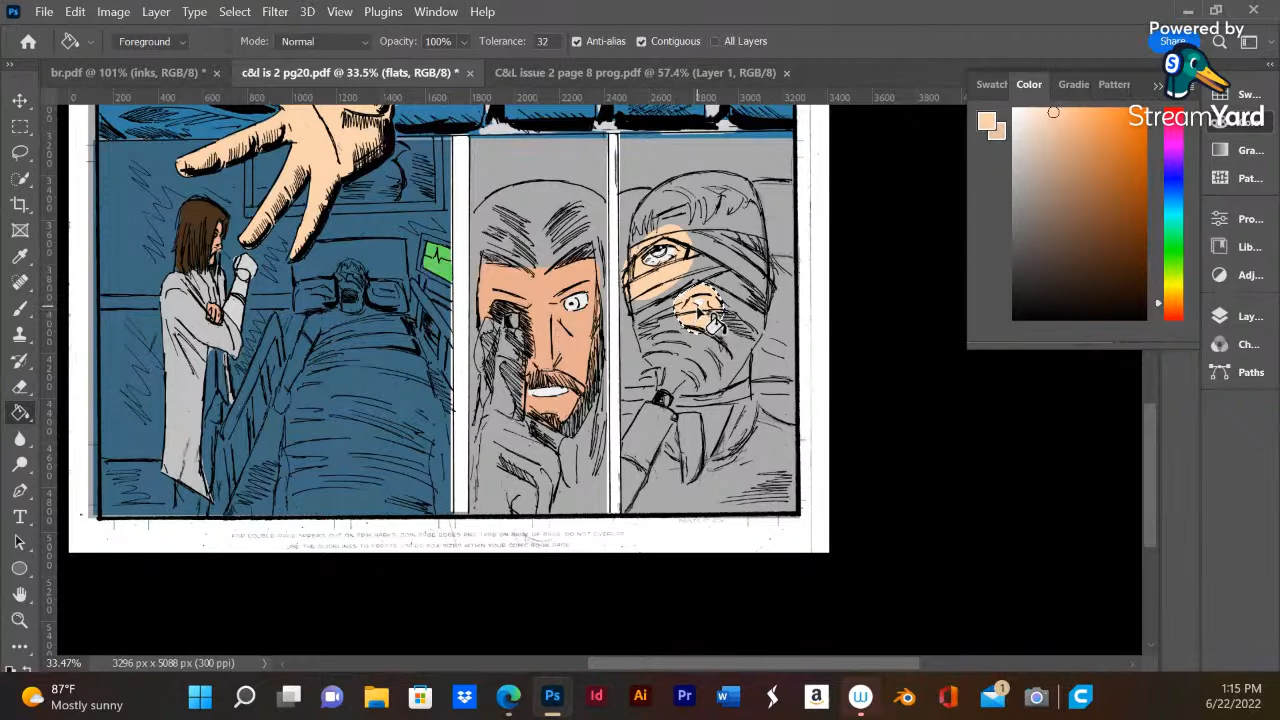 Ps File Edit Image Layer Type Select Filter 3D View Plugins Window Help
Powered by
Foreground Mode: Normal Opacity: 100% Tolerance: 32 Anti-alias Contiguous All Layers Share
StreamYard
br.pdf @ 101% (inks, RGB/8) * × c&l is 2 pg20.pdf @ 33.5% (flats, RGB/8) * × C&L issue 2 page 8 prog.pdf @ 57.4% (Layer 1, RGB/8) ×
Swatch Color Gradie Pattern
0 200 400 600 800 1000 1200 1400 1600 1800 2000 2200 2400 2600 2800 3000 3200 3400 3600 3800
Sw...
Gra...
Pat...
Pro...
Lib...
Adj...
Lay...
Ch...
Paths
33.47% 3296 px x 5088 px (300 ppi)
87°F
Mostly sunny
1:15 PM
6/22/2022